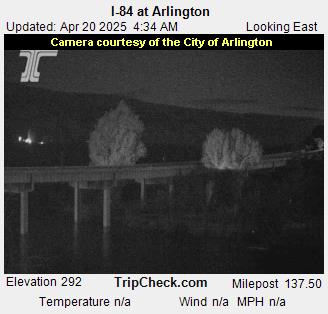 I-84 at Arlington
Updated: Apr 20 2025 4:34 AM Looking East
Camera courtesy of the City of Arlington
Elevation 292 TripCheck.com Milepost 137.50
Temperature n/a Wind n/a MPH n/a